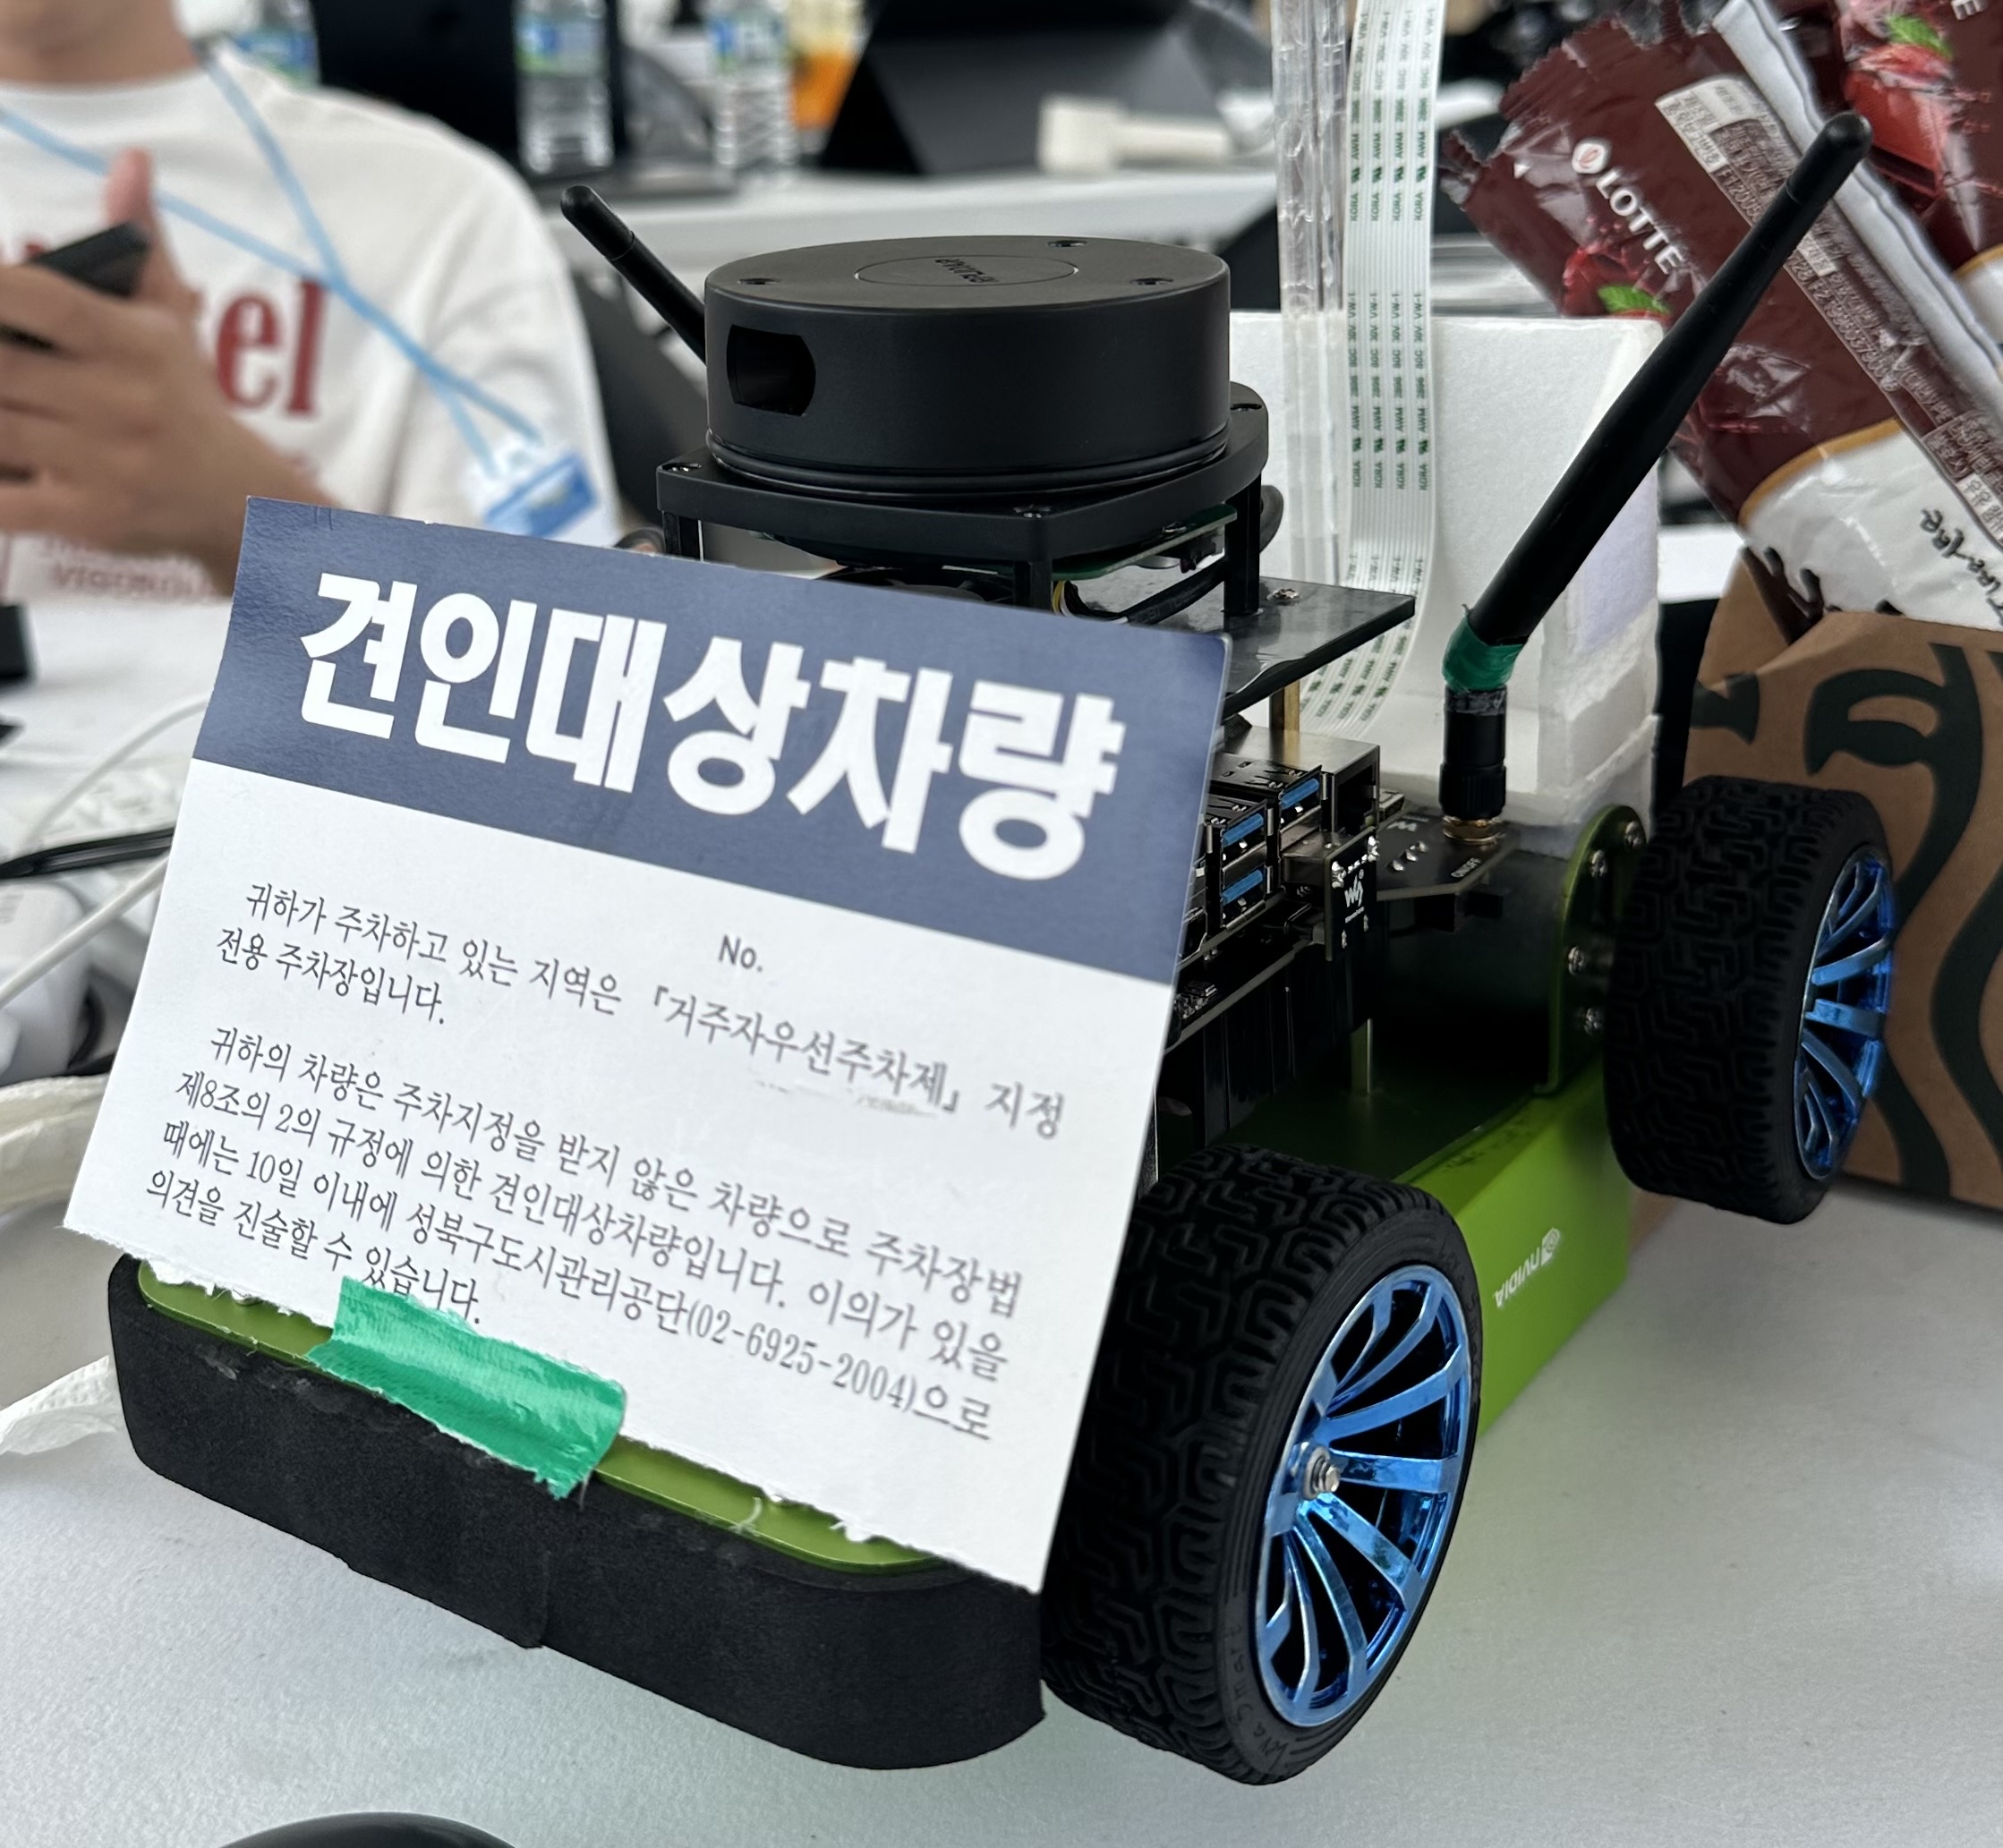 견인대상차량
No.
귀하가 주차하고 있는 지역은 『거주자우선주차제』 지정
전용 주차장입니다.
귀하의 차량은 주차지정을 받지 않은 차량으로 주차장법
제8조의 2의 규정에 의한 견인대상차량입니다. 이의가 있을
때에는 10일 이내에 성북구도시관리공단(02-6925-2004)으로
의견을 진술할 수 있습니다.
LOTTE
NVIDIA
RPLIDAR